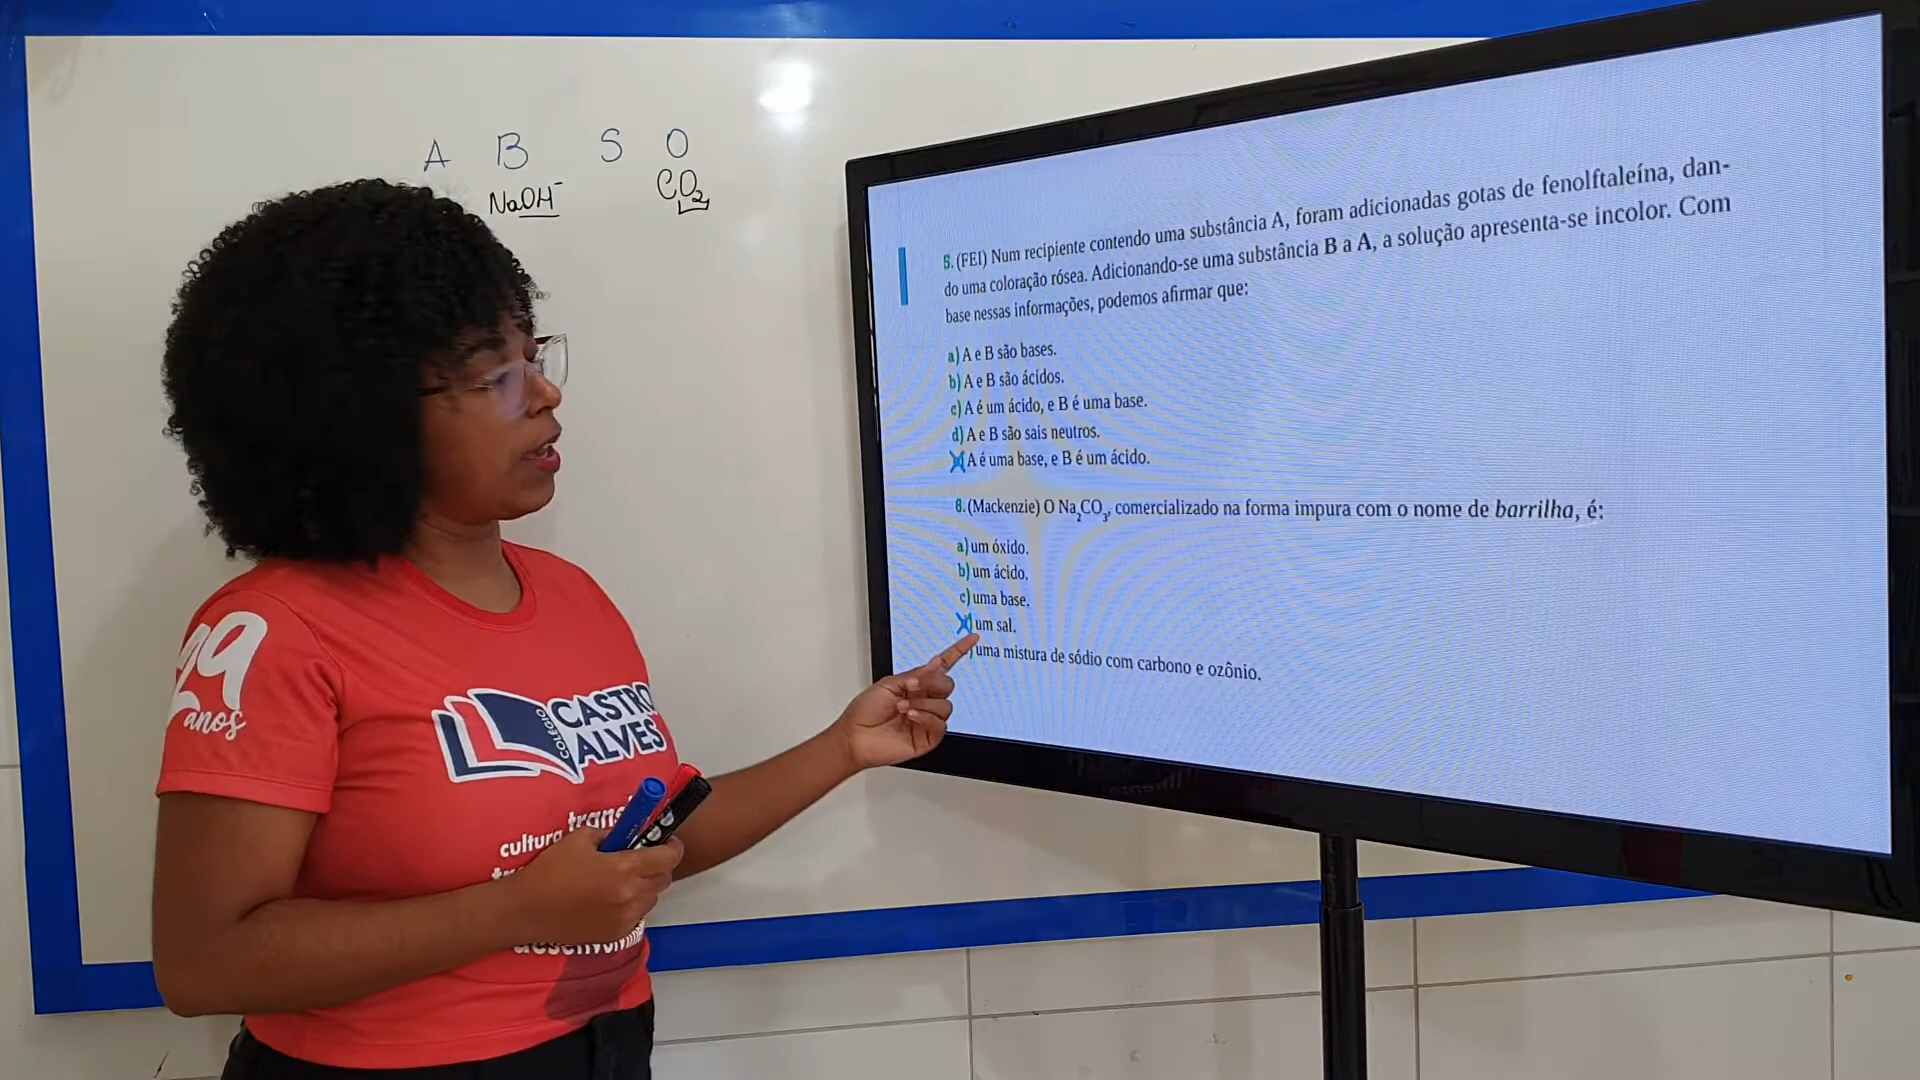 A B S O
NaOH⁻ CO₂
5. (FEI) Num recipiente contendo uma substância A, foram adicionadas gotas de fenolftaleína, dan-
do uma coloração rósea. Adicionando-se uma substância B a A, a solução apresenta-se incolor. Com
base nessas informações, podemos afirmar que:
a) A e B são bases.
b) A e B são ácidos.
c) A é um ácido, e B é uma base.
d) A e B são sais neutros.
A é uma base, e B é um ácido.
6. (Mackenzie) O Na₂CO₃, comercializado na forma impura com o nome de barrilha, é:
a) um óxido.
b) um ácido.
c) uma base.
um sal.
) uma mistura de sódio com carbono e ozônio.
29
anos
COLÉGIO
CASTRO
ALVES
cultura